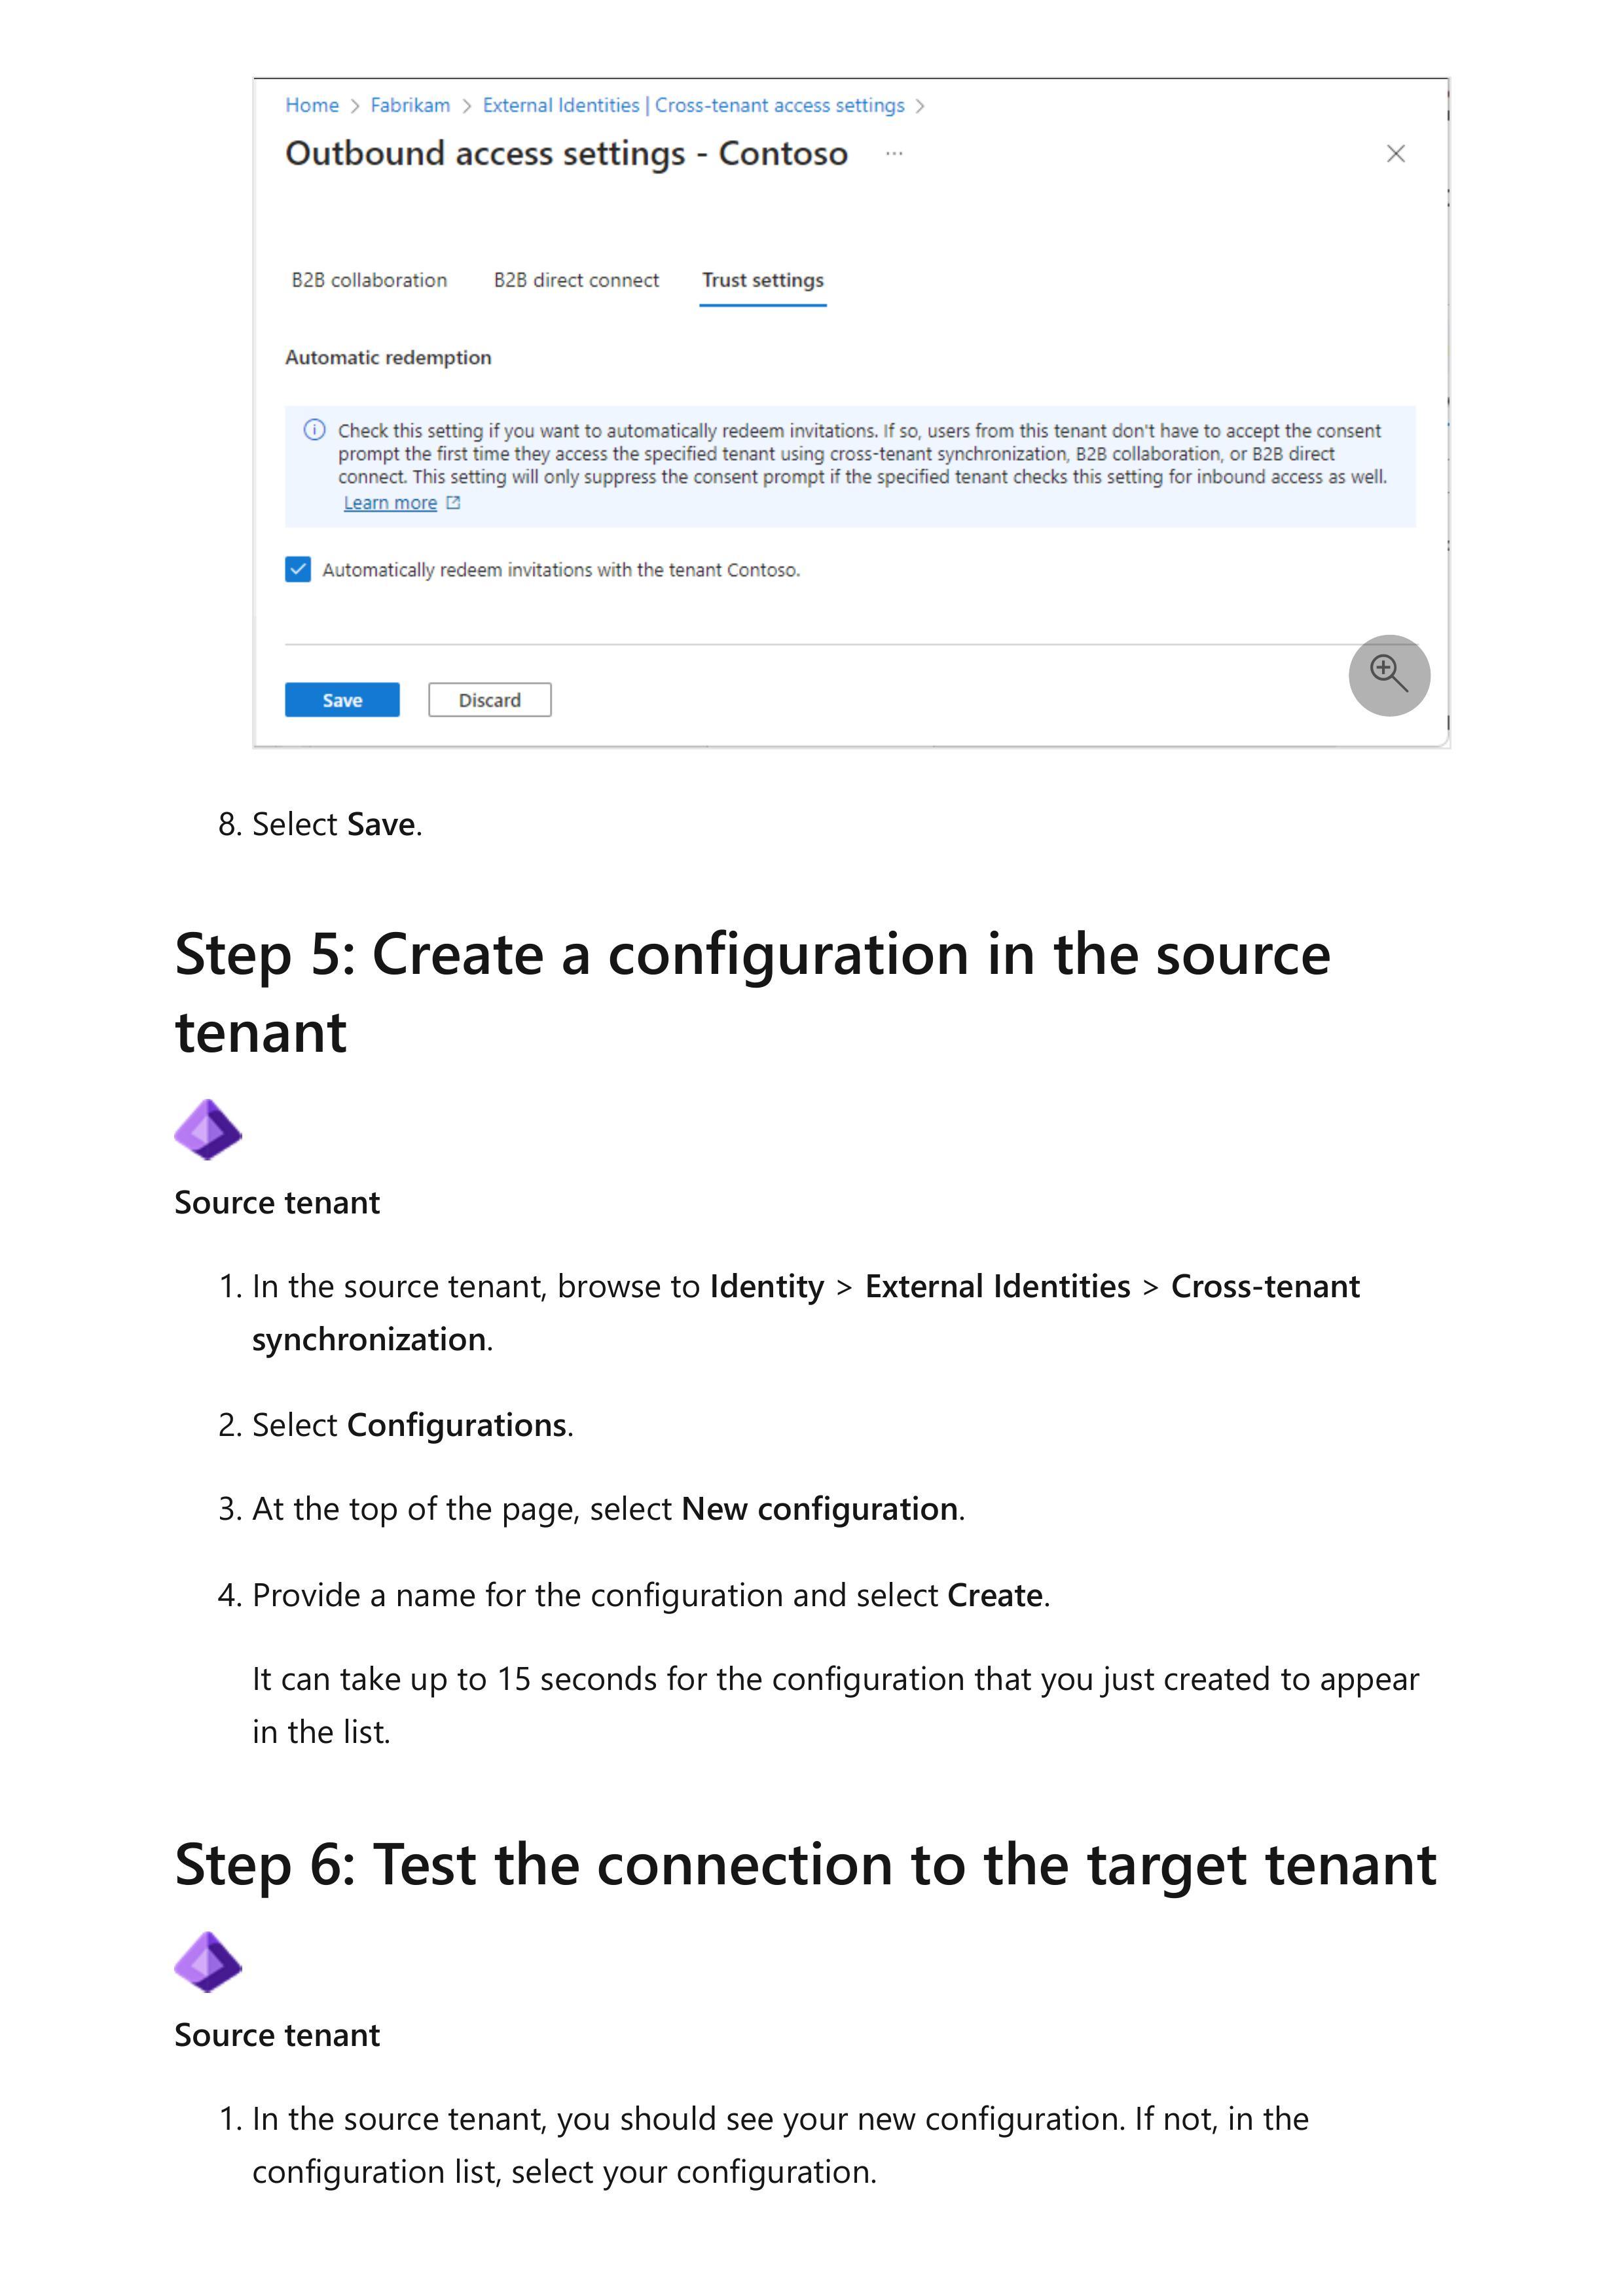 Home > Fabrikam > External Identities | Cross-tenant access settings >
Outbound access settings - Contoso ...
B2B collaboration B2B direct connect Trust settings
Automatic redemption
Check this setting if you want to automatically redeem invitations. If so, users from this tenant don't have to accept the consent
prompt the first time they access the specified tenant using cross-tenant synchronization, B2B collaboration, or B2B direct
connect. This setting will only suppress the consent prompt if the specified tenant checks this setting for inbound access as well.
Learn more
Automatically redeem invitations with the tenant Contoso.
Save Discard
8. Select Save.
Step 5: Create a configuration in the source
tenant
Source tenant
1. In the source tenant, browse to Identity > External Identities > Cross-tenant
synchronization.
2. Select Configurations.
3. At the top of the page, select New configuration.
4. Provide a name for the configuration and select Create.
It can take up to 15 seconds for the configuration that you just created to appear
in the list.
Step 6: Test the connection to the target tenant
Source tenant
1. In the source tenant, you should see your new configuration. If not, in the
configuration list, select your configuration.